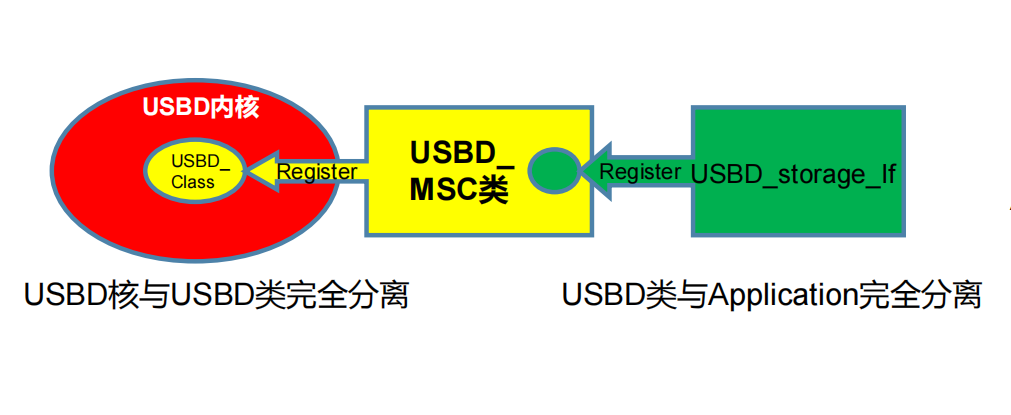 USBD内核
USBD_
Class
Register
USBD_
MSC类
Register
USBD_storage_If
USBD核与USBD类完全分离
USBD类与Application完全分离